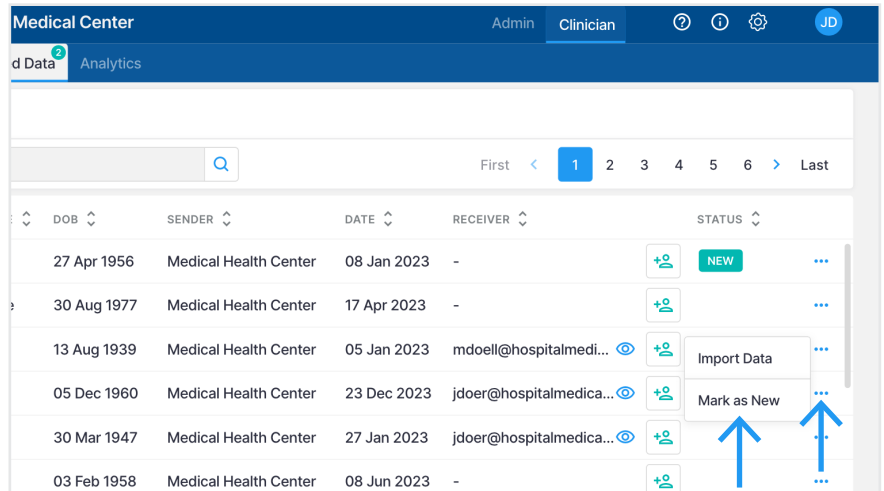 Medical Center Admin Clinician JD
d Data 2 Analytics
First 1 2 3 4 5 6 Last
DOB SENDER DATE RECEIVER STATUS
27 Apr 1956 Medical Health Center 08 Jan 2023 - NEW
30 Aug 1977 Medical Health Center 17 Apr 2023 -
13 Aug 1939 Medical Health Center 05 Jan 2023 mdoell@hospitalmedi...
Import Data
05 Dec 1960 Medical Health Center 23 Dec 2023 jdoer@hospitalmedica...
Mark as New
30 Mar 1947 Medical Health Center 27 Jan 2023 jdoer@hospitalmedica...
03 Feb 1958 Medical Health Center 08 Jun 2023 -